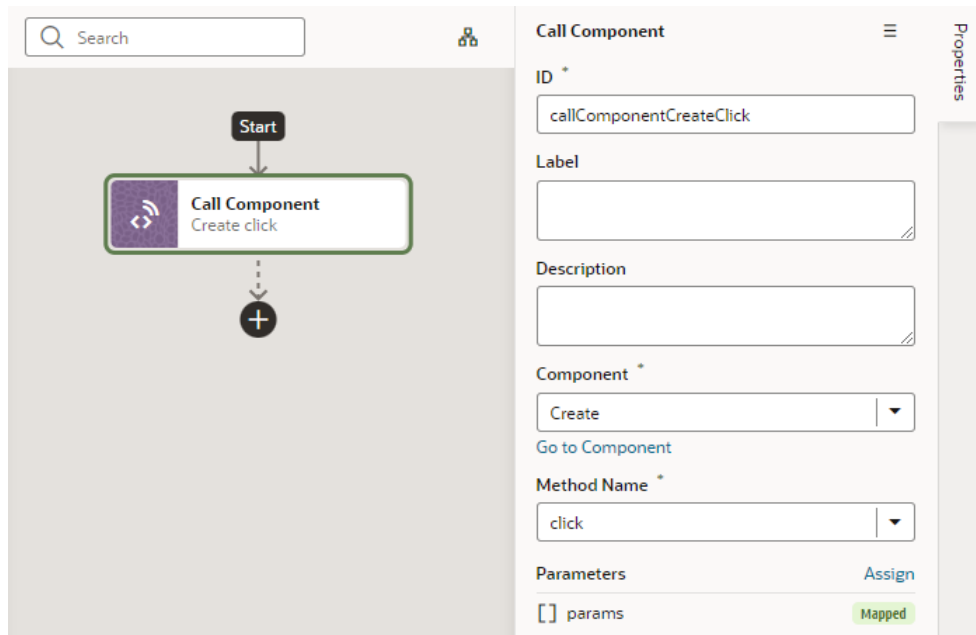 Search
Start
Call Component
Create click
Call Component
ID *
callComponentCreateClick
Label
Description
Component *
Create
Go to Component
Method Name *
click
Parameters Assign
[] params Mapped
Properties